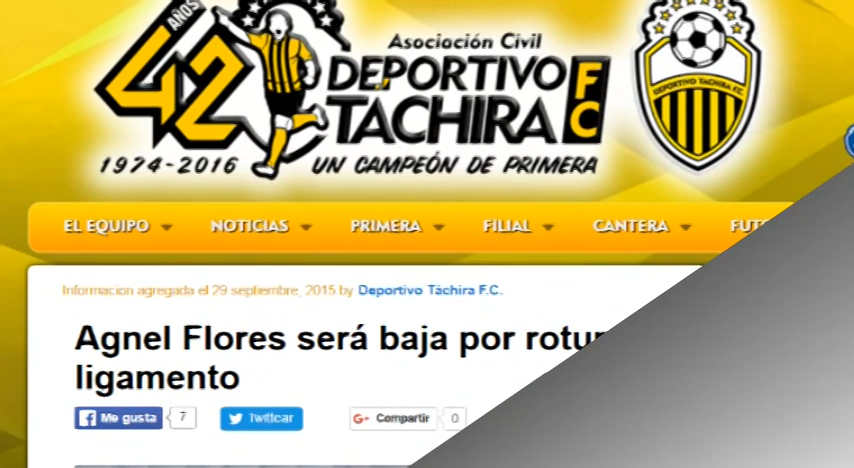 AÑOS
42
Asociación Civil
DEPORTIVO
TACHIRA
FC
1974-2016 UN CAMPEÓN DE PRIMERA
DEPORTIVO TACHIRA F.C.
EL EQUIPO NOTICIAS PRIMERA FILIAL CANTERA FUTS
Informacion agregada el 29 septiembre, 2015 by Deportivo Táchira F.C.
Agnel Flores será baja por rotur
ligamento
Me gusta 7 Twittear G+ Compartir 0